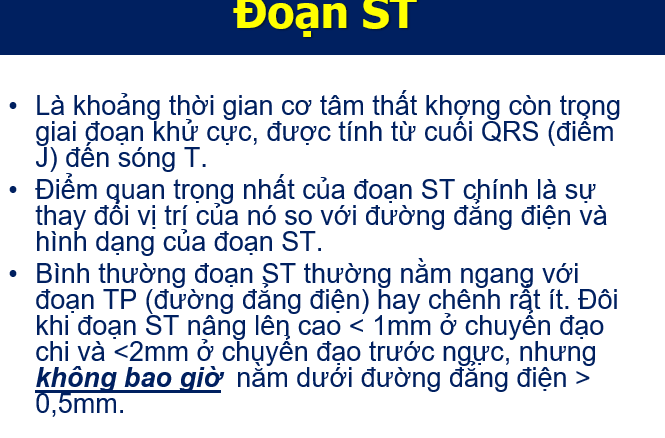 Đoạn ST
• Là khoảng thời gian cơ tâm thất khơng còn trong
giai đoạn khử cực, được tính từ cuối QRS (điểm
J) đến sóng T.
• Điểm quan trọng nhất của đoạn ST chính là sự
thay đổi vị trí của nó so với đường đẳng điện và
hình dạng của đoạn ST.
• Bình thường đoạn ST thường nằm ngang với
đoạn TP (đường đẳng điện) hay chênh rất ít. Đôi
khi đoạn ST nâng lên cao < 1mm ở chuyển đạo
chi và <2mm ở chuyển đạo trước ngực, nhưng
không bao giờ nằm dưới đường đẳng điện >
0,5mm.